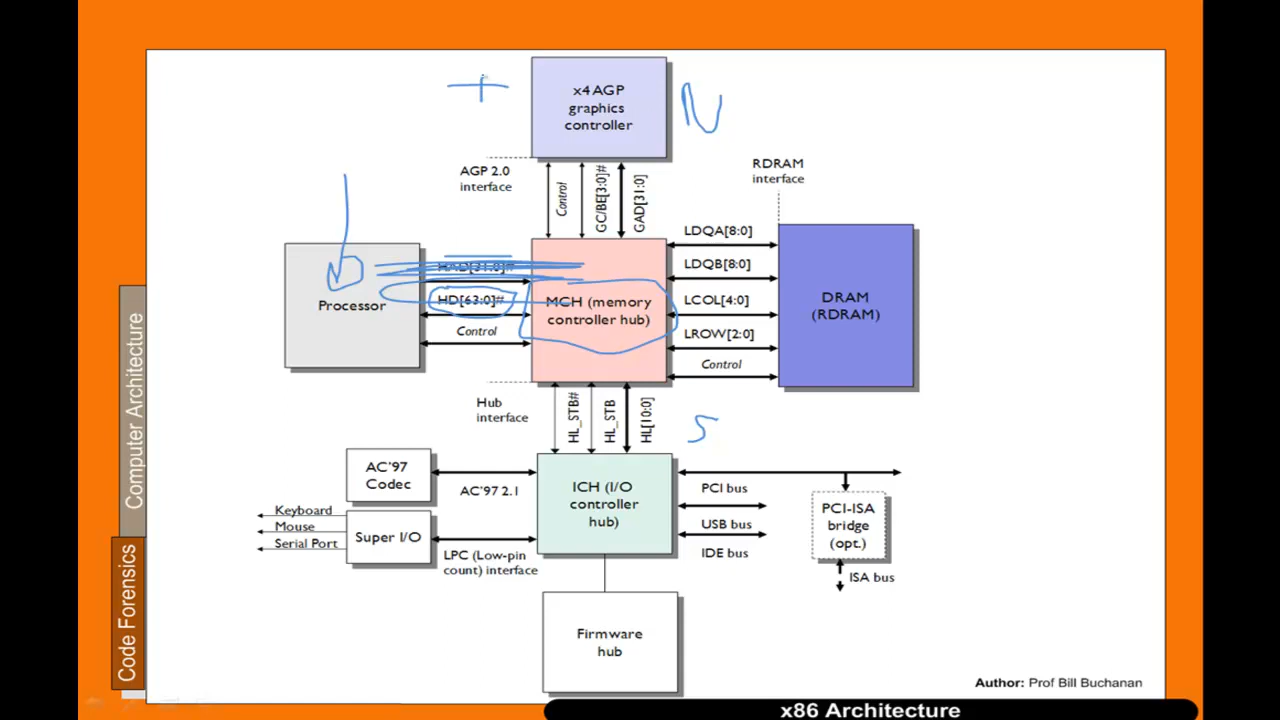 x4 AGP
graphics
controller
N
RDRAM
interface
AGP 2.0
interface
Control
GC/BE[3:0]#
GAD[31:0]
Processor
HAD[31:0]#
HD[63:0]#
Control
MCH (memory
controller hub)
LDQA[8:0]
LDQB[8:0]
LCOL[4:0]
LROW[2:0]
Control
DRAM
(RDRAM)
Hub
interface
HL_STB#
HL_STB
HL[10:0]
S
AC'97
Codec
AC'97 2.1
Keyboard
Mouse
Serial Port
Super I/O
LPC (Low-pin
count) interface
ICH (I/O
controller
hub)
PCI bus
USB bus
IDE bus
PCI-ISA
bridge
(opt.)
ISA bus
Firmware
hub
Computer Architecture
Code Forensics
Author: Prof Bill Buchanan
x86 Architecture